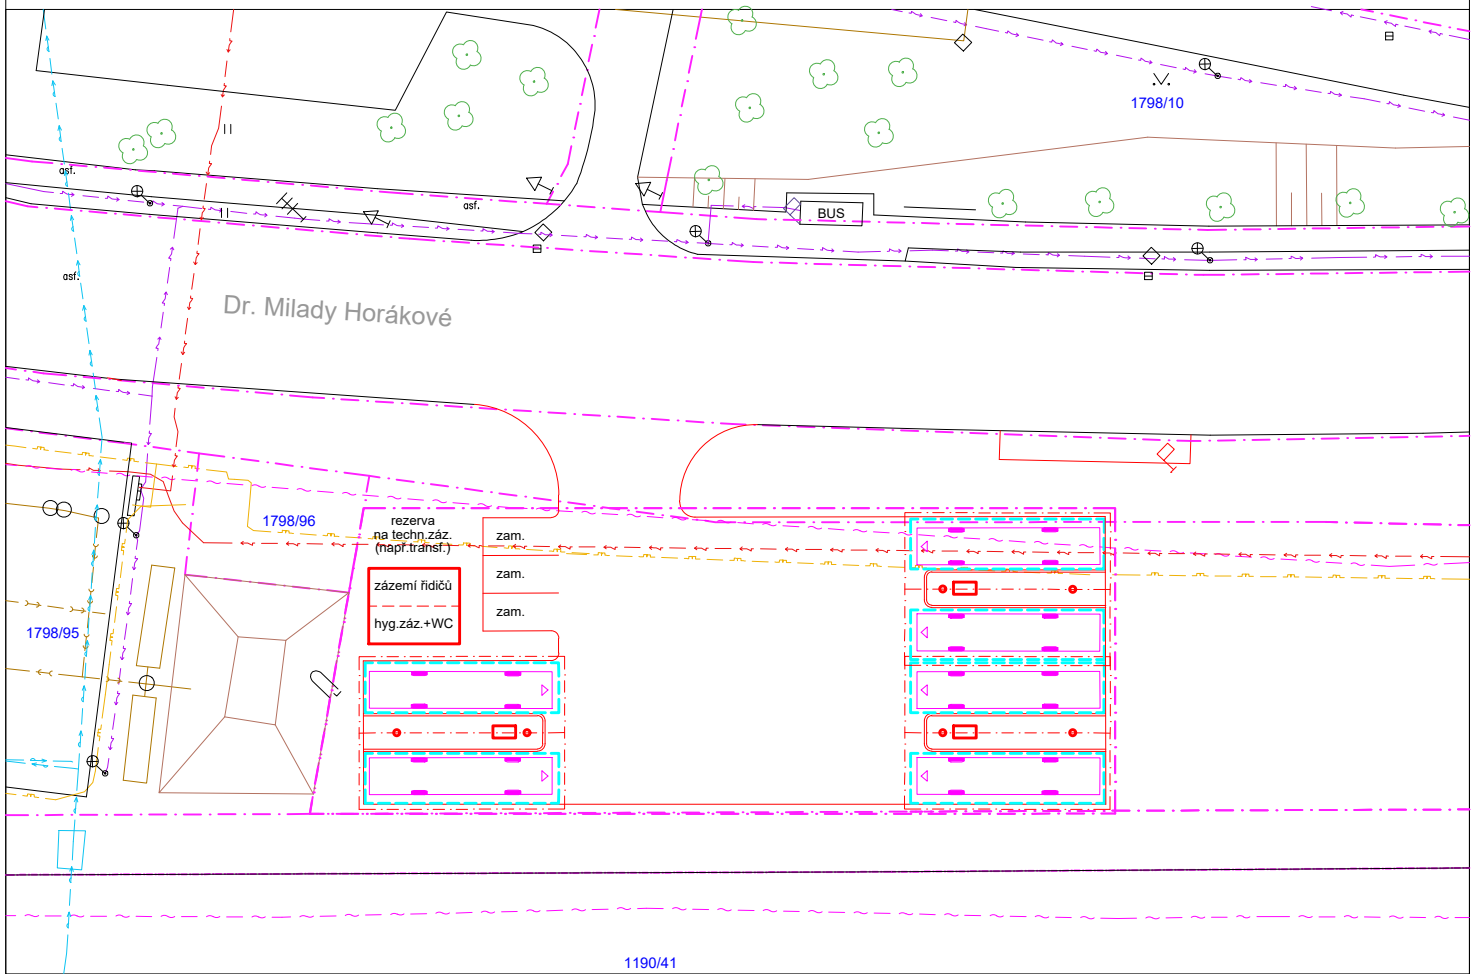 1798/10
asf.
asf.
BUS
asf.
Dr. Milady Horákové
1798/96
rezerva
na techn.záz.
(např.transf.)
zam.
zam.
zam.
zázemí řidičů
hyg.záz.+WC
1798/95
1190/41